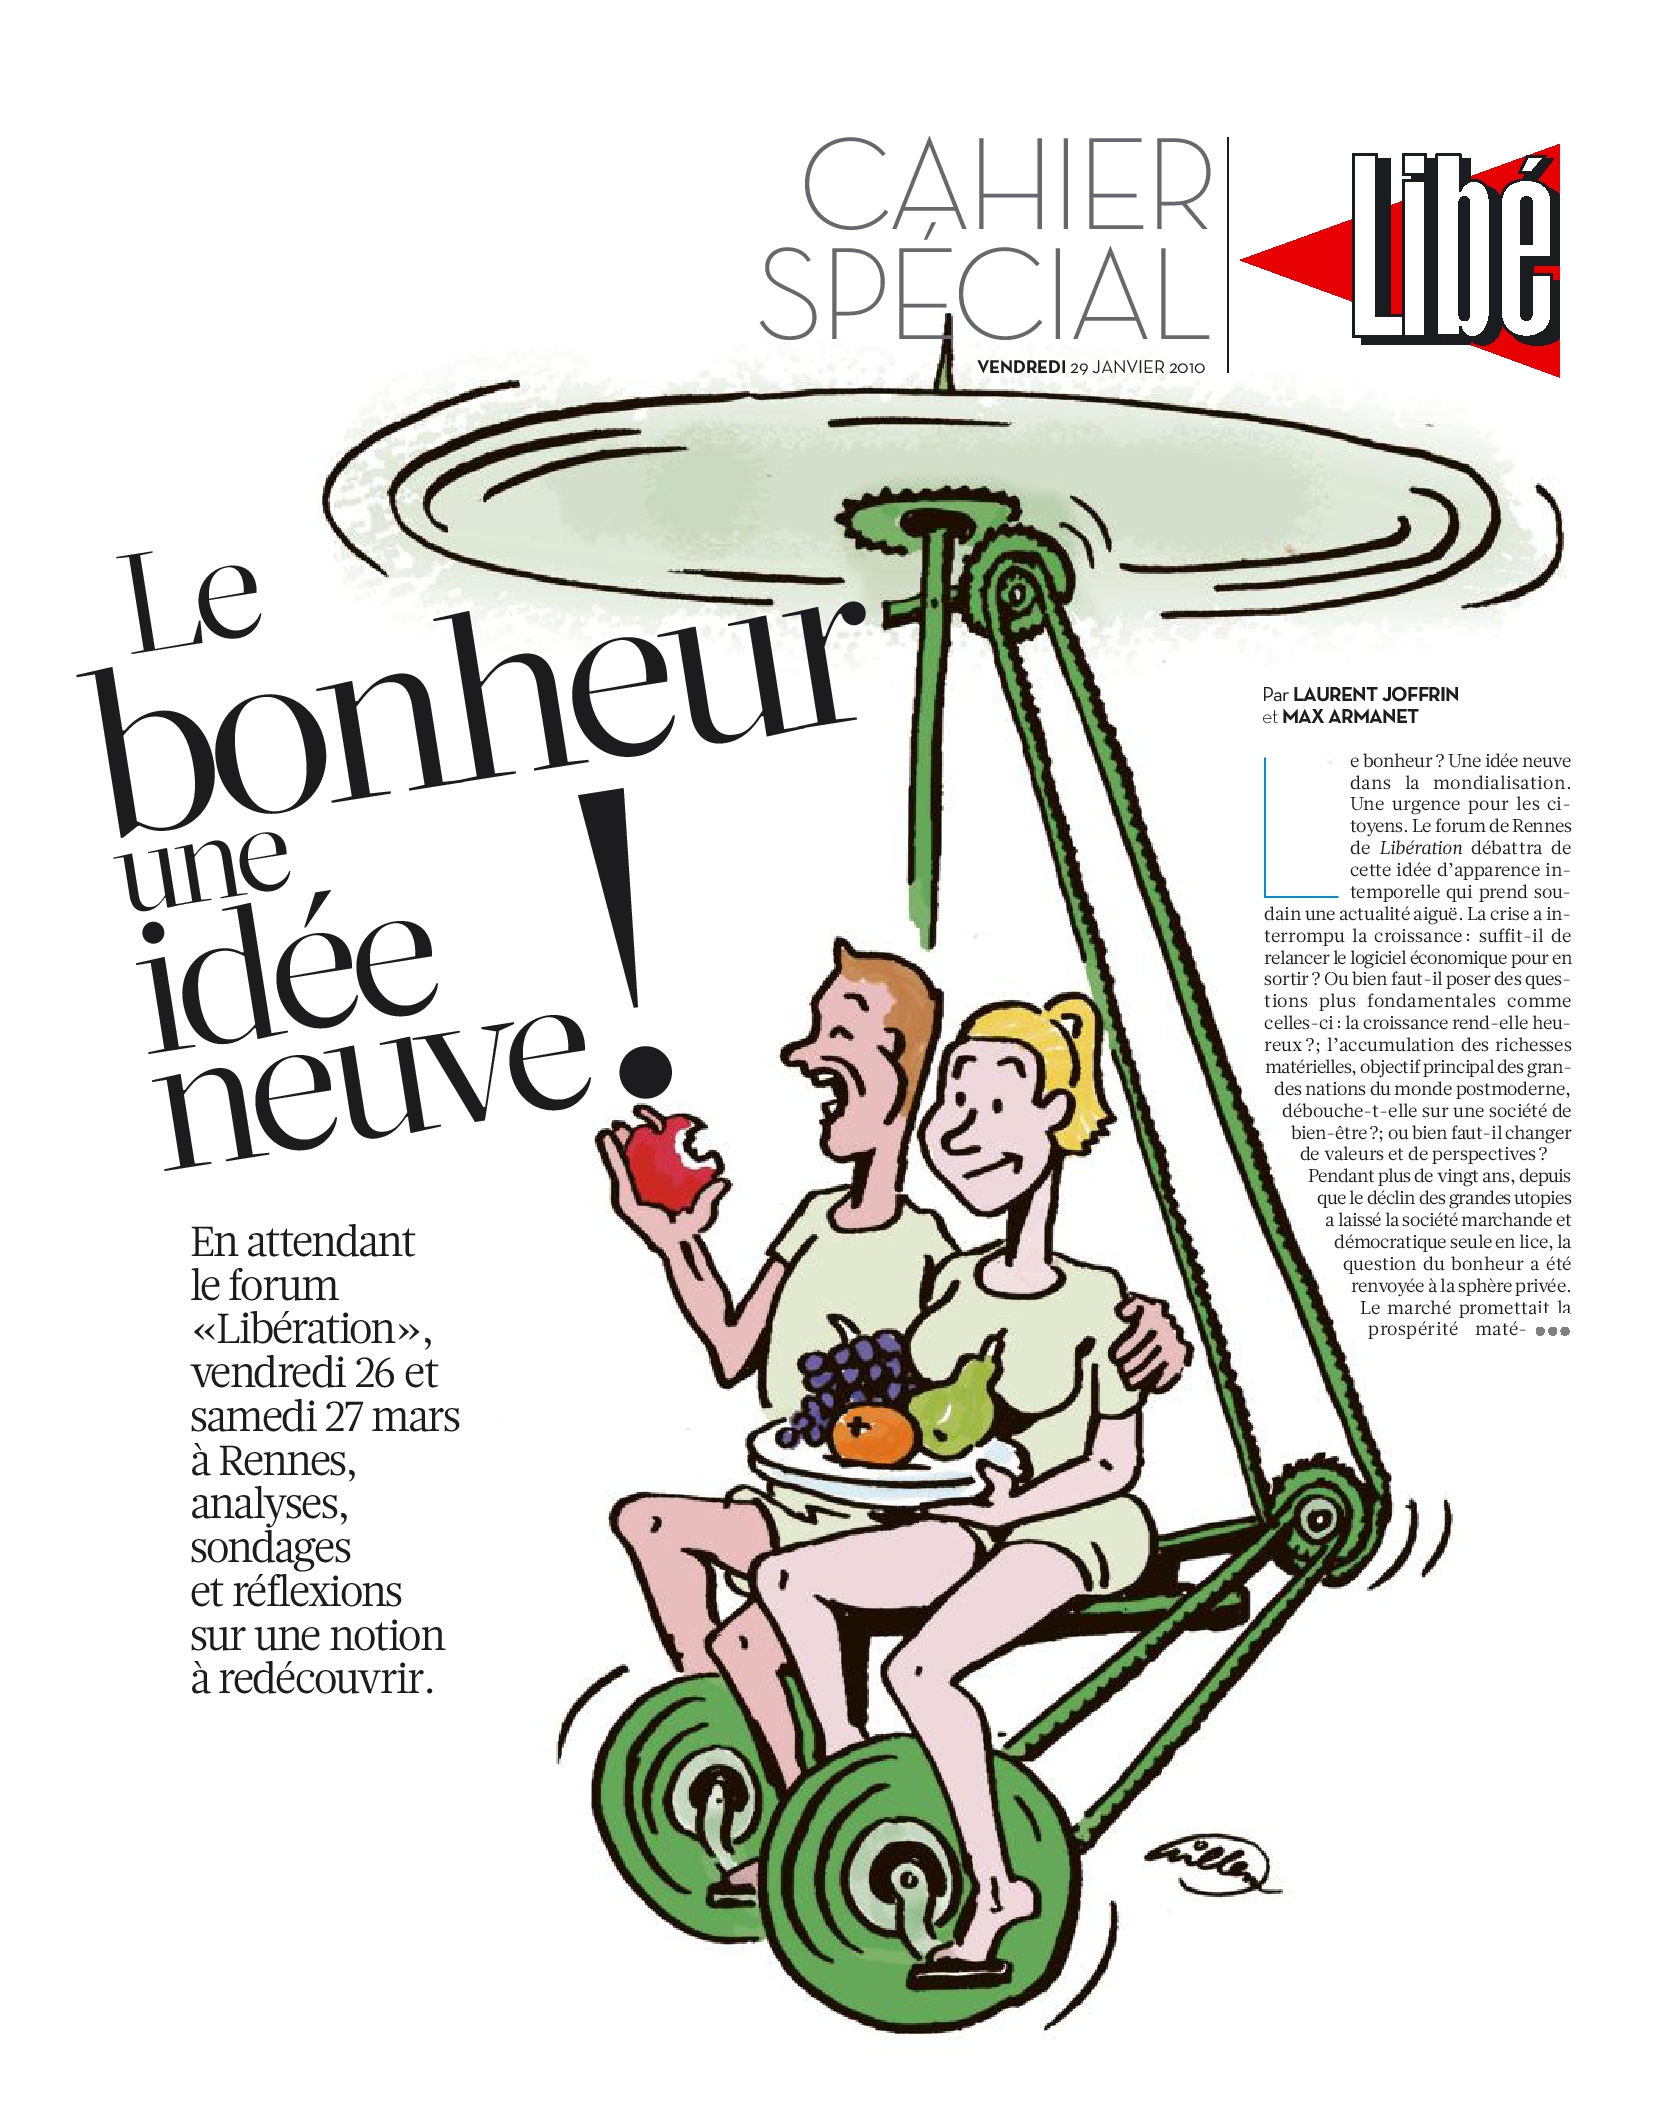 CAHIER
SPÉCIAL
VENDREDI 29 JANVIER 2010
Libé
Le
bonheur
une
idée
neuve!
En attendant
le forum
«Libération»,
vendredi 26 et
samedi 27 mars
à Rennes,
analyses,
sondages
et réflexions
sur une notion
à redécouvrir.
Par LAURENT JOFFRIN
et MAX ARMANET
Le bonheur ? Une idée neuve
dans la mondialisation.
Une urgence pour les ci-
toyens. Le forum de Rennes
de Libération débattra de
cette idée d’apparence in-
temporelle qui prend sou-
dain une actualité aiguë. La crise a in-
terrompu la croissance : suffit-il de
relancer le logiciel économique pour en
sortir ? Ou bien faut-il poser des ques-
tions plus fondamentales comme
celles-ci : la croissance rend-elle heu-
reux ?; l’accumulation des richesses
matérielles, objectif principal des gran-
des nations du monde postmoderne,
débouche-t-elle sur une société de
bien-être ?; ou bien faut-il changer
de valeurs et de perspectives ?
Pendant plus de vingt ans, depuis
que le déclin des grandes utopies
a laissé la société marchande et
démocratique seule en lice, la
question du bonheur a été
renvoyée à la sphère privée.
Le marché promettait la
prospérité maté- ●●●
Willem